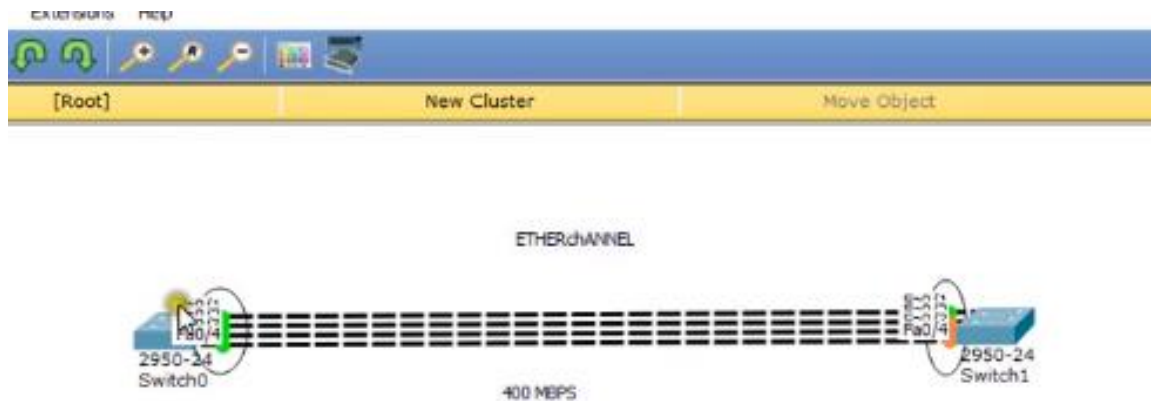 Extensions Help
[Root] New Cluster Move Object
ETHERchANNEL
Fa0/4
Fa0/4
2950-24
Switch0
2950-24
Switch1
400 MBPS